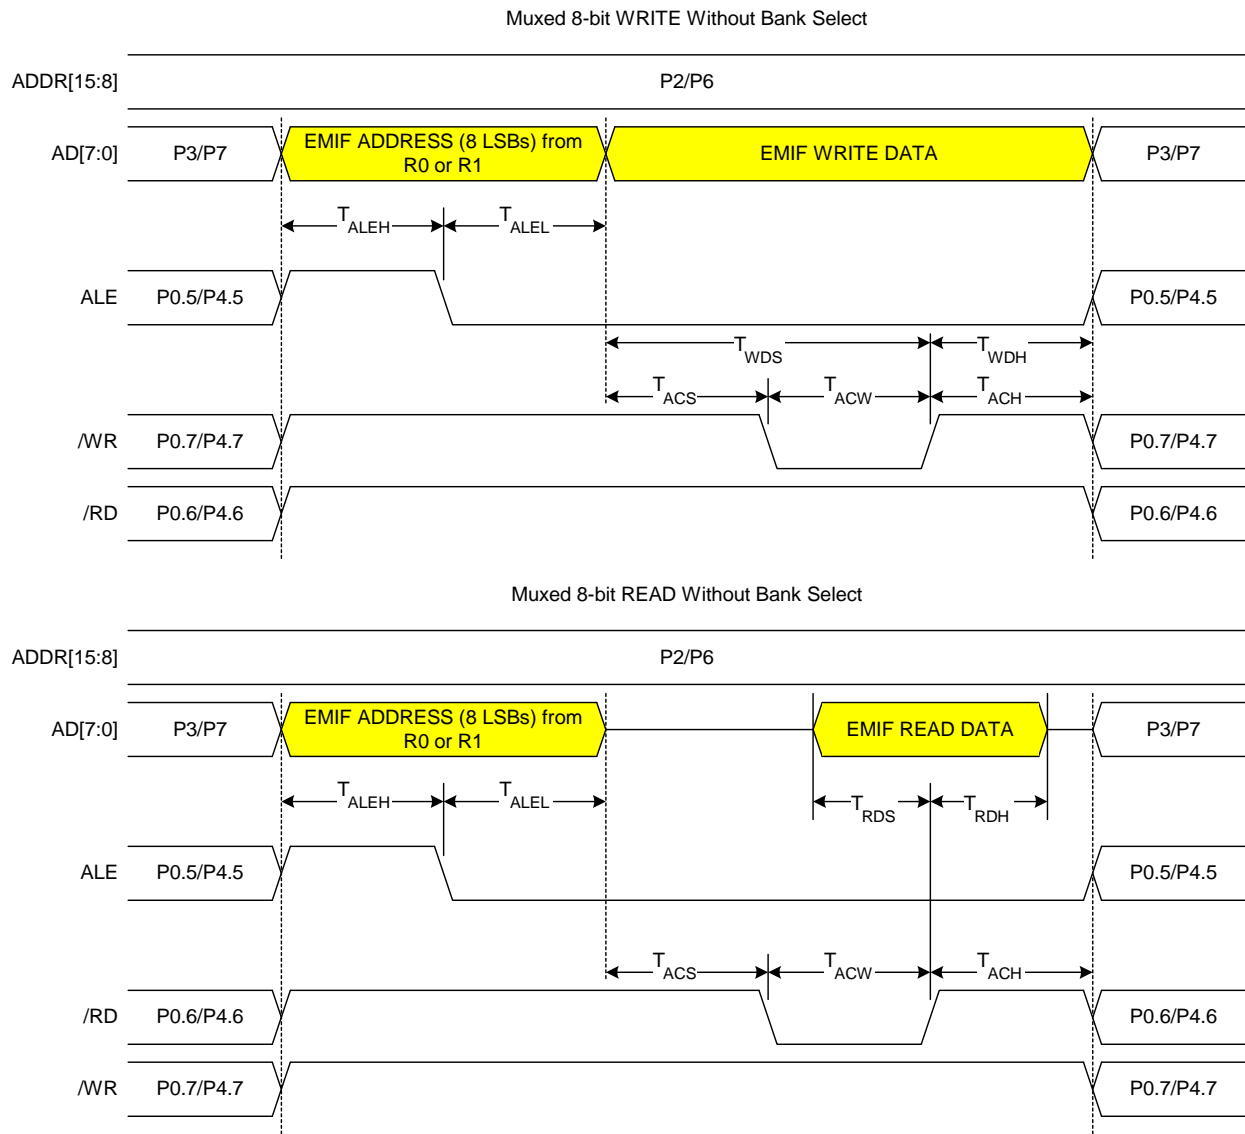 Muxed 8-bit WRITE Without Bank Select
ADDR[15:8] P2/P6
AD[7:0] P3/P7 EMIF ADDRESS (8 LSBs) from R0 or R1 EMIF WRITE DATA P3/P7
TALEH TALEL
ALE P0.5/P4.5 P0.5/P4.5
TWDS TWDH
TACS TACW TACH
/WR P0.7/P4.7 P0.7/P4.7
/RD P0.6/P4.6 P0.6/P4.6
Muxed 8-bit READ Without Bank Select
ADDR[15:8] P2/P6
AD[7:0] P3/P7 EMIF ADDRESS (8 LSBs) from R0 or R1 EMIF READ DATA P3/P7
TALEH TALEL TRDS TRDH
ALE P0.5/P4.5 P0.5/P4.5
TACS TACW TACH
/RD P0.6/P4.6 P0.6/P4.6
/WR P0.7/P4.7 P0.7/P4.7